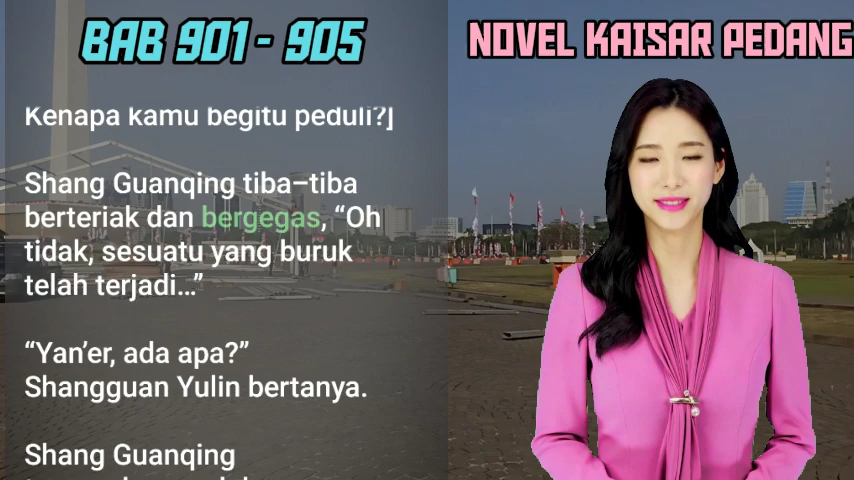 BAB 901 - 905
NOVEL KAISAR PEDANG
Kenapa kamu begitu peduli?]
Shang Guanqing tiba–tiba
berteriak dan bergegas, “Oh
tidak, sesuatu yang buruk
telah terjadi…”
“Yan’er, ada apa?”
Shangguan Yulin bertanya.
Shang Guanqing